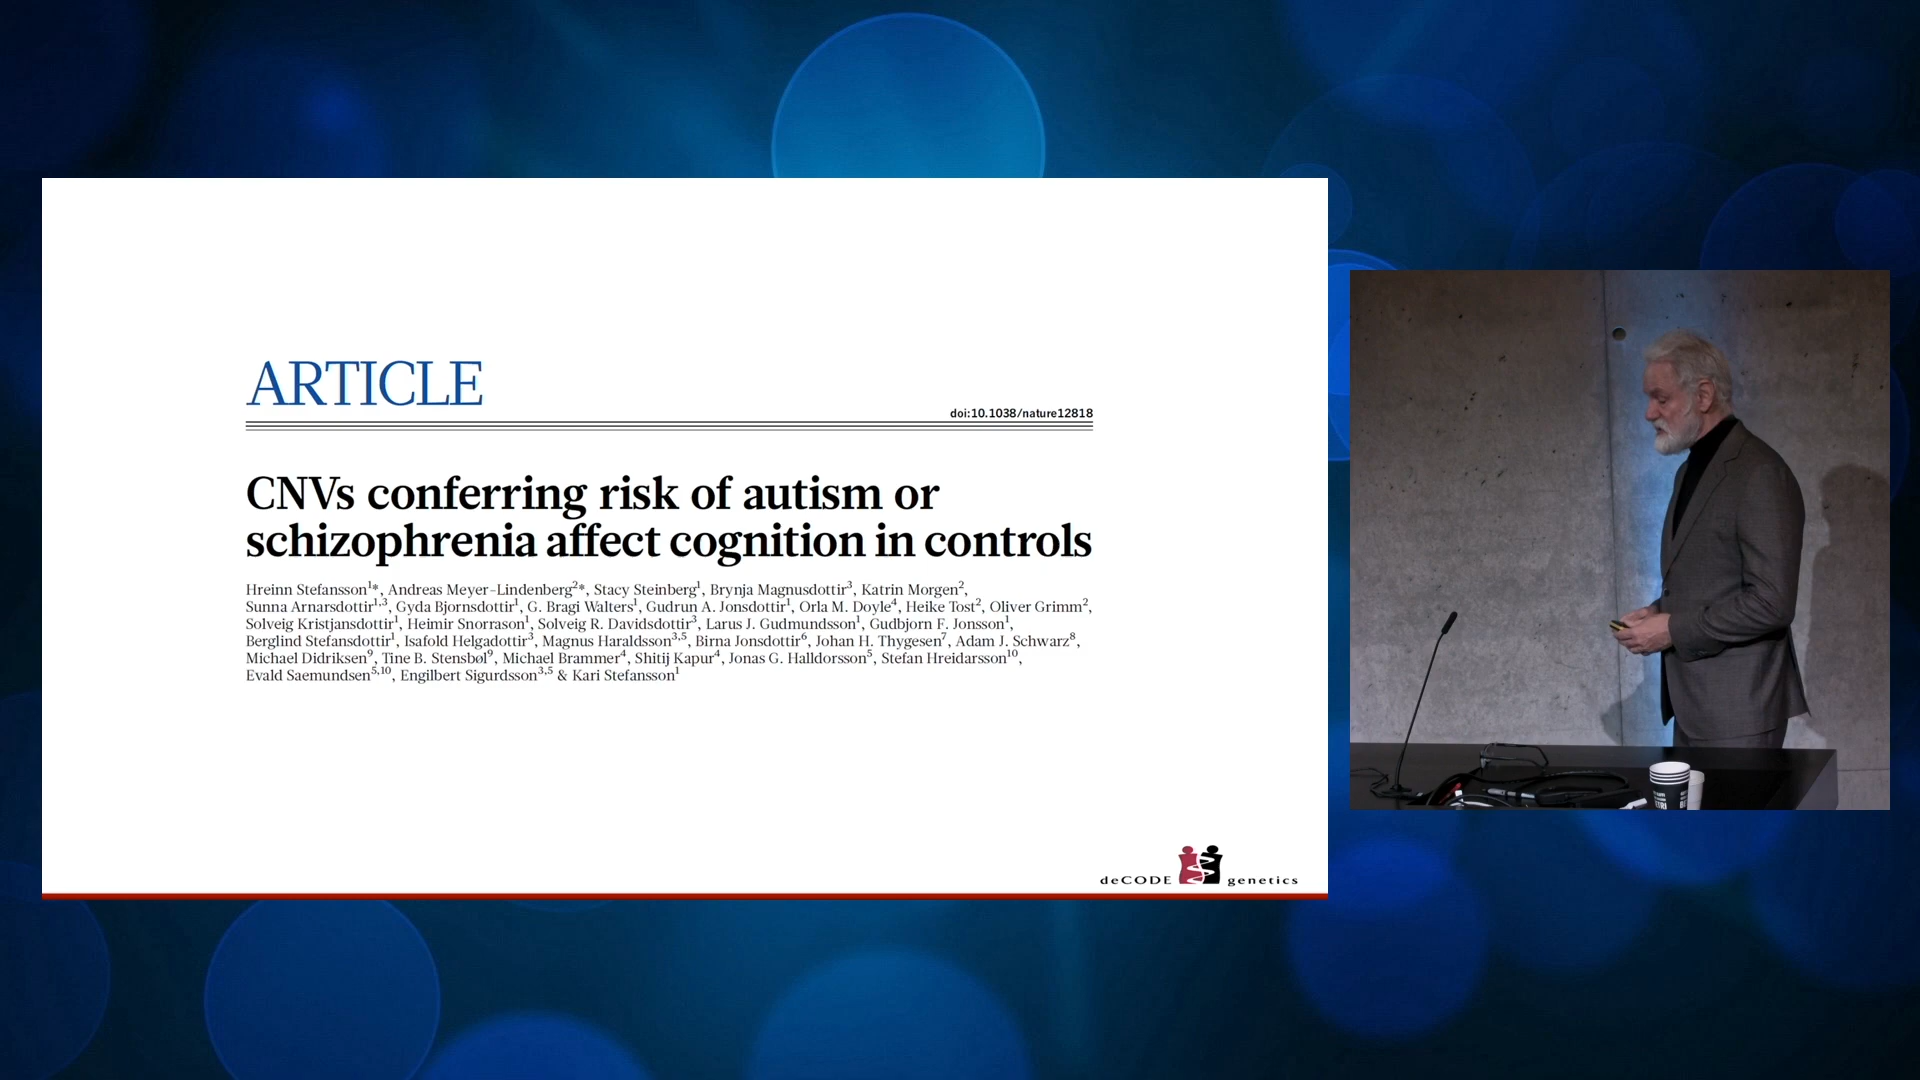 ARTICLE
doi:10.1038/nature12818
CNVs conferring risk of autism or
schizophrenia affect cognition in controls
Hreinn Stefansson1*, Andreas Meyer-Lindenberg2*, Stacy Steinberg1, Brynja Magnusdottir3, Katrin Morgen2,
Sunna Arnarsdottir1,3, Gyda Bjornsdottir1, G. Bragi Walters1, Gudrun A. Jonsdottir1, Orla M. Doyle4, Heike Tost2, Oliver Grimm2,
Solveig Kristjansdottir1, Heimir Snorrason1, Solveig R. Davidsdottir3, Larus J. Gudmundsson1, Gudbjorn F. Jonsson1,
Berglind Stefansdottir1, Isafold Helgadottir3, Magnus Haraldsson3,5, Birna Jonsdottir6, Johan H. Thygesen7, Adam J. Schwarz8,
Michael Didriksen9, Tine B. Stensbøl9, Michael Brammer4, Shitij Kapur4, Jonas G. Halldorsson5, Stefan Hreidarsson10,
Evald Saemundsen5,10, Engilbert Sigurdsson3,5 & Kari Stefansson1
deCODE genetics